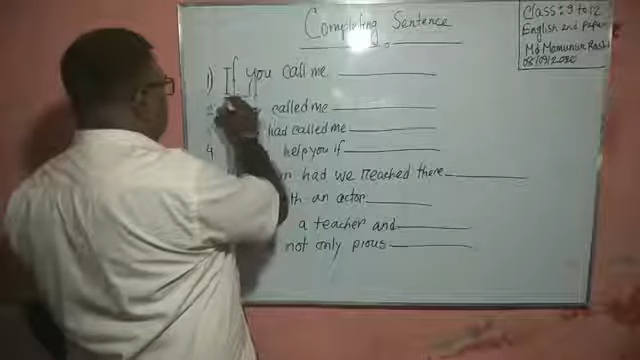 Completing Sentence
Class: 9 to 12
English 2nd Paper
Md Mamunur Rash
08/09/2020
1) If you call me
2 called me
had called me
4 help you if
had we reached there
an actor
a teacher and
not only pious